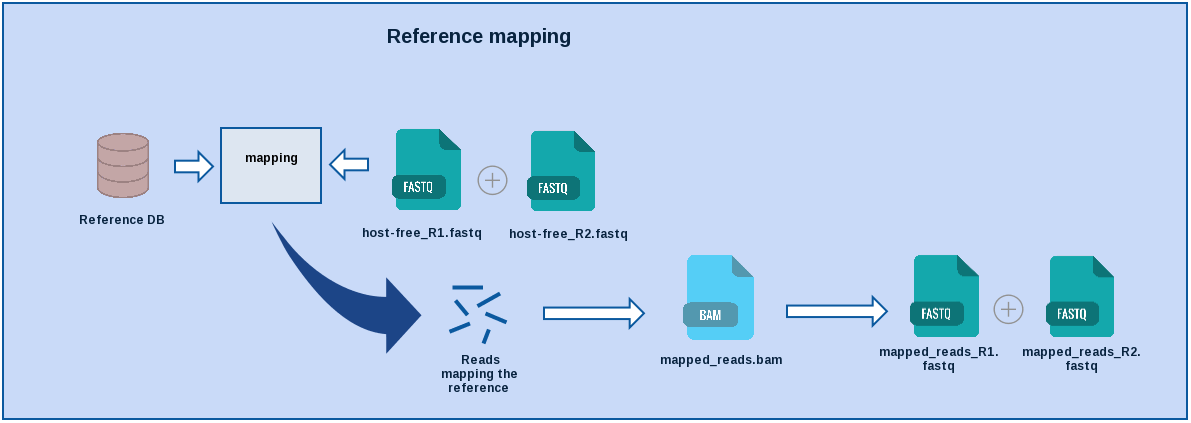 Reference mapping
mapping
FASTQ
FASTQ
Reference DB
host-free_R1.fastq
host-free_R2.fastq
BAM
FASTQ
FASTQ
Reads
mapping the
reference
mapped_reads.bam
mapped_reads_R1.
fastq
mapped_reads_R2.
fastq